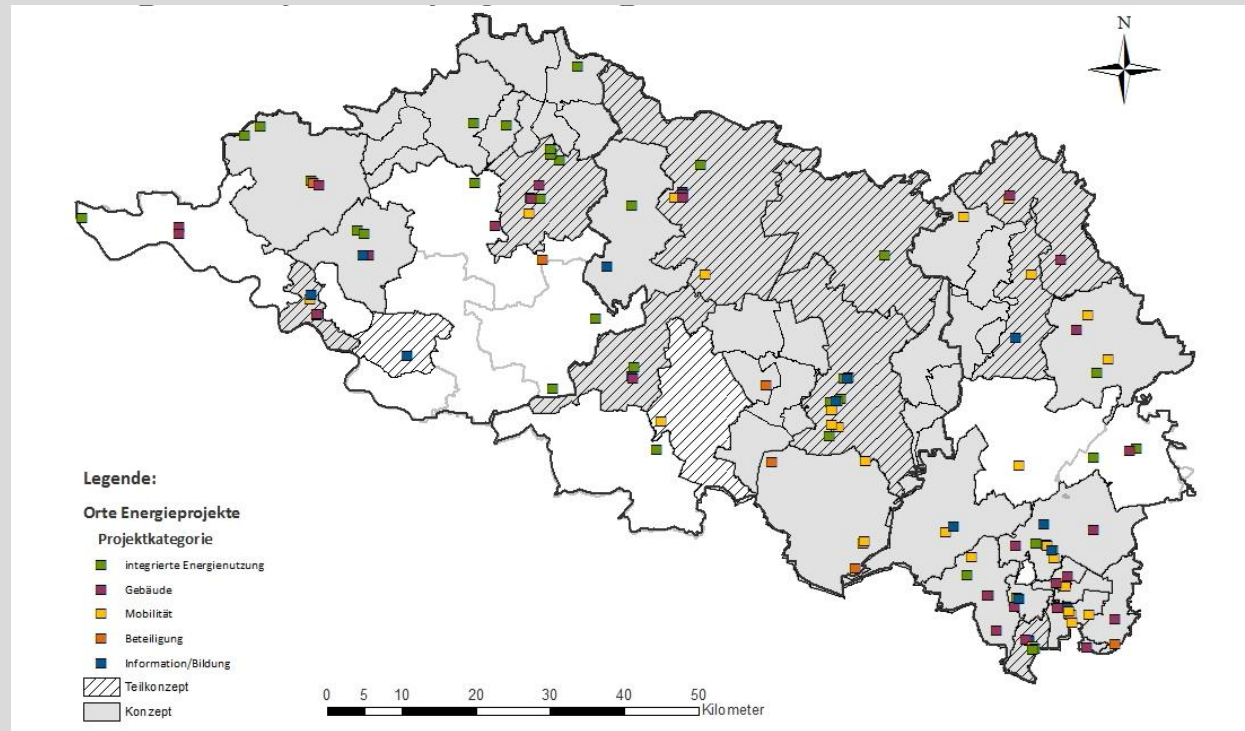 N
Legende:
Orte Energieprojekte
Projektkategorie
integrierte Energienutzung
Gebäude
Mobilität
Beteiligung
Information/Bildung
Teilkonzept
Konzept
0 5 10 20 30 40 50
Kilometer